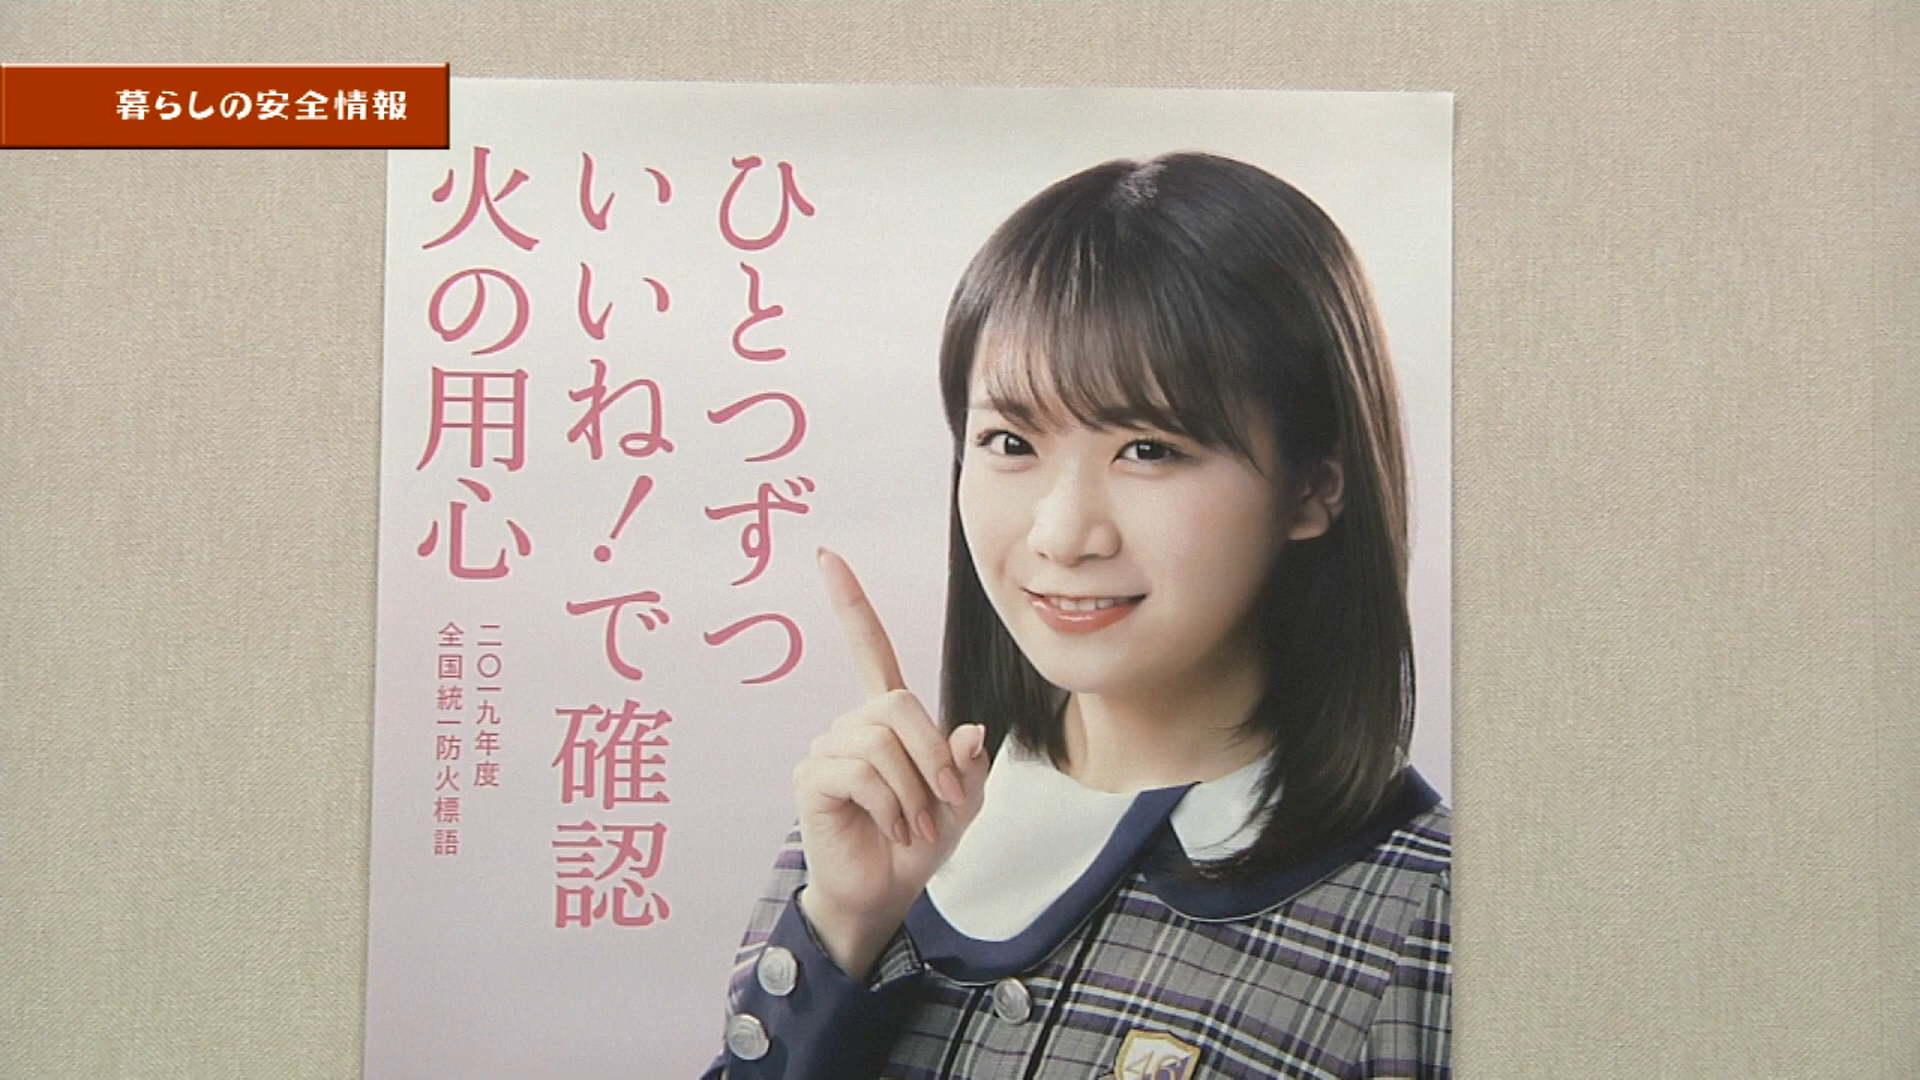 暮らしの安全情報
ひとつずつ
いいね!で確認
火の用心
二〇一九年度
全国統一防火標語
46